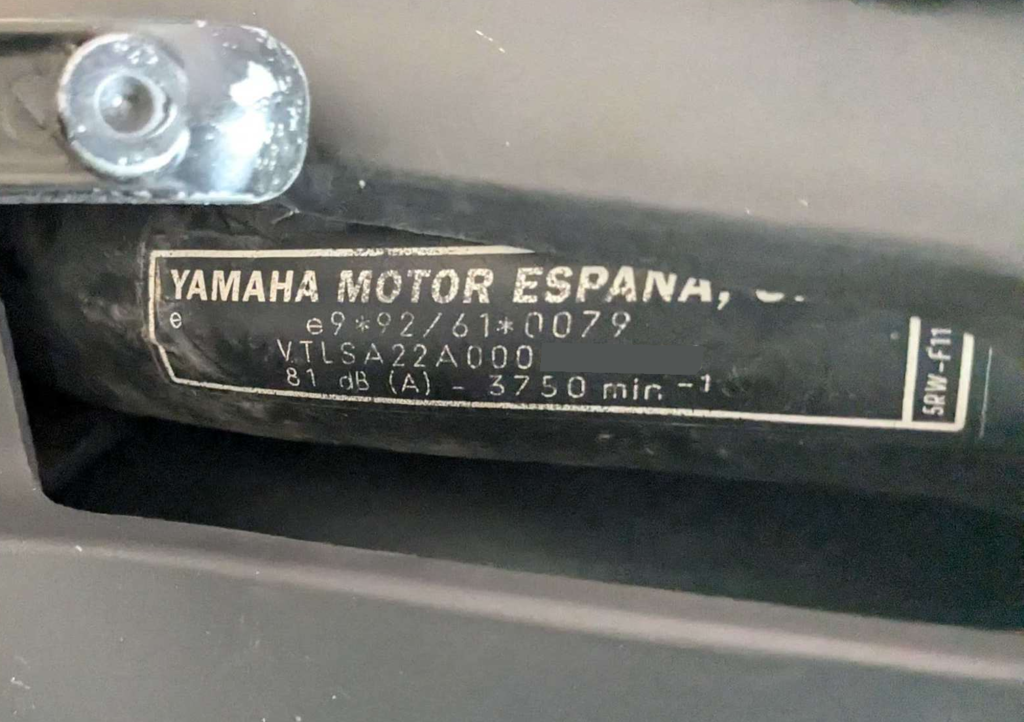 YAMAHA MOTOR ESPANA,
e
e9*92/61*0079
VTLSA22A000
81 dB (A) - 3750 min -1
5RW-F11